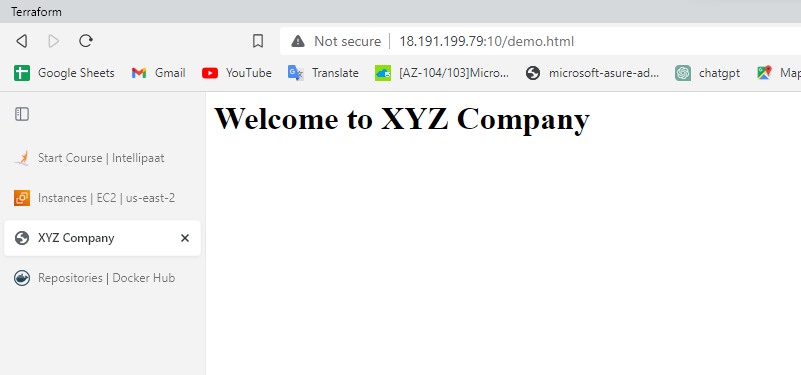 Terraform
Not secure 18.191.199.79:10/demo.html
Google Sheets Gmail YouTube Translate [AZ-104/103]Micro... microsoft-asure-ad... chatgpt Map
Welcome to XYZ Company
Start Course | Intellipaat
Instances | EC2 | us-east-2
XYZ Company
Repositories | Docker Hub